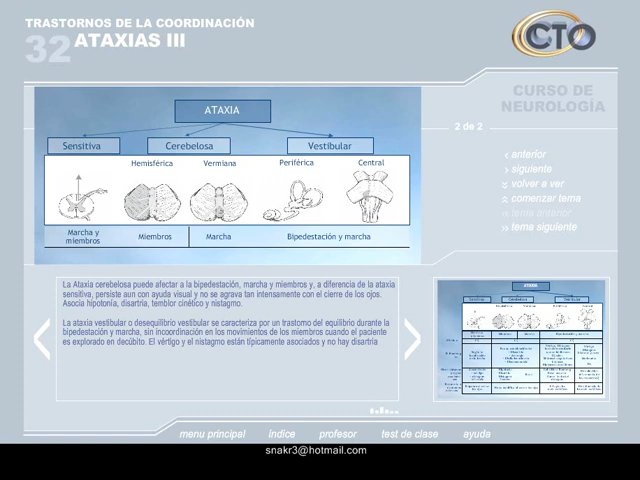 TRASTORNOS DE LA COORDINACIÓN
32 ATAXIAS III
CTO
CURSO DE
NEUROLOGÍA
2 de 2
anterior
siguiente
volver a ver
comenzar tema
tema anterior
tema siguiente
ATAXIA
Sensitiva Cerebelosa Vestibular
Hemisférica Vermiana Periférica Central
Marcha y
miembros Miembros Marcha Bipedestación y marcha
La Ataxia cerebelosa puede afectar a la bipedestación, marcha y miembros y, a diferencia de la ataxia
sensitiva, persiste aun con ayuda visual y no se agrava tan intensamente con el cierre de los ojos.
Asocia hipotonía, disartria, temblor cinético y nistagmo.
La ataxia vestibular o desequilibrio vestibular se caracteriza por un trastorno del equilibrio durante la
bipedestación y marcha, sin incoordinación en los movimientos de los miembros cuando el paciente
es explorado en decúbito. El vértigo y el nistagmo están típicamente asociados y no hay disartria
ATAXIA
menu principal indice profesor test de clase ayuda
snakr3@hotmail.com